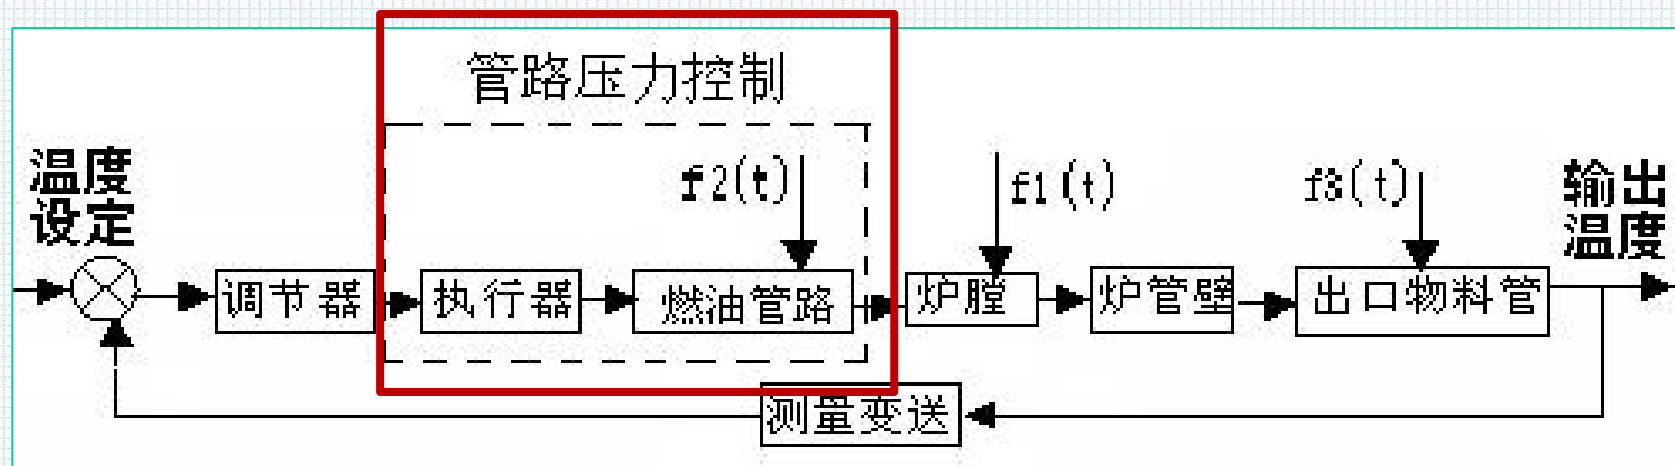 管路压力控制
温度
设定
f2(t)
f1(t)
f3(t)
输出
温度
调节器
执行器
燃油管路
炉膛
炉管壁
出口物料管
测量变送